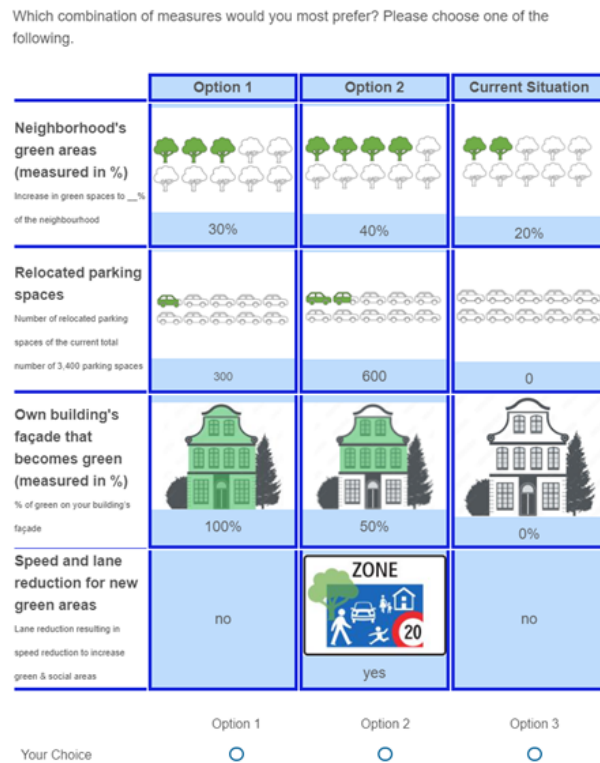 Which combination of measures would you most prefer? Please choose one of the
following.
Option 1
Option 2
Current Situation
Neighborhood's
green areas
(measured in %)
Increase in green spaces to __%
of the neighbourhood
30%
40%
20%
Relocated parking
spaces
Number of relocated parking
spaces of the current total
number of 3,400 parking spaces
300
600
0
Own building's
façade that
becomes green
(measured in %)
% of green on your building's
façade
100%
50%
0%
Speed and lane
reduction for new
green areas
Lane reduction resulting in
speed reduction to increase
green & social areas
no
ZONE
20
yes
no
Option 1
Option 2
Option 3
Your Choice